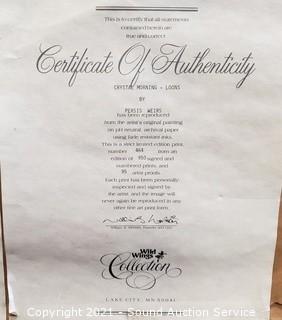 This is to certify that all statements
contained herein are
true and correct
Certificate Of Authenticity
CRYSTAL MORNING - LOONS
BY
PERSIS WEIRS
has been reproduced
from the artist's original painting
on pH neutral, archival paper
using fade resistant inks.
This is a strict limited edition print,
number 464 from an
edition of 950 signed and
numbered prints, and
artist proofs.
Each print has been personally
inspected and signed by
the artist, and the image will
never again be reproduced in any
other fine art print form.
William
Wild
Wings
Collection
LAKE CITY, MN 55041
Copyright 2021 - Sound Auction Service